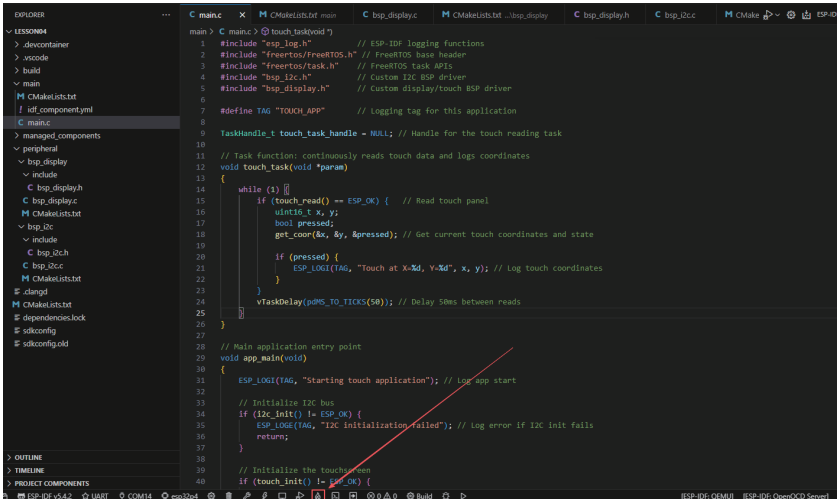 EXPLORER
LESSON04
.devcontainer
.vscode
build
main
CMakeLists.txt
idf_component.yml
main.c
managed_components
peripheral
bsp_display
include
bsp_display.h
bsp_display.c
CMakeLists.txt
bsp_i2c
include
bsp_i2c.h
bsp_i2c.c
CMakeLists.txt
.clangd
CMakeLists.txt
dependencies.lock
sdkconfig
sdkconfig.old
OUTLINE
TIMELINE
PROJECT COMPONENTS
main.c CMakeLists.txt main bsp_display.c CMakeLists.txt ...\bsp_display bsp_display.h bsp_i2c.c CMake ESP-ID
main > main.c > touch_task(void *)
1 #include "esp_log.h" // ESP-IDF logging functions
2 #include "freertos/FreeRTOS.h" // FreeRTOS base header
3 #include "freertos/task.h" // FreeRTOS task APIs
4 #include "bsp_i2c.h" // Custom I2C BSP driver
5 #include "bsp_display.h" // Custom display/touch BSP driver
6
7 #define TAG "TOUCH_APP" // Logging tag for this application
8
9 TaskHandle_t touch_task_handle = NULL; // Handle for the touch reading task
10
11 // Task function: continuously reads touch data and logs coordinates
12 void touch_task(void *param)
13 {
14 while (1) {
15 if (touch_read() == ESP_OK) { // Read touch panel
16 uint16_t x, y;
17 bool pressed;
18 get_coor(&x, &y, &pressed); // Get current touch coordinates and state
19
20 if (pressed) {
21 ESP_LOGI(TAG, "Touch at X=%d, Y=%d", x, y); // Log touch coordinates
22 }
23 }
24 vTaskDelay(pdMS_TO_TICKS(50)); // Delay 50ms between reads
25 }
26 }
27
28 // Main application entry point
29 void app_main(void)
30 {
31 ESP_LOGI(TAG, "Starting touch application"); // Log app start
32
33 // Initialize I2C bus
34 if (i2c_init() != ESP_OK) {
35 ESP_LOGE(TAG, "I2C initialization failed"); // Log error if I2C init fails
36 return;
37 }
38
39 // Initialize the touchscreen
40 if (touch_init() != ESP_OK) {
ESP-IDF v5.4.2 UART COM14 esp32p4 0 0 Build [ESP-IDF: QEMU] [ESP-IDF: OpenOCD Server]